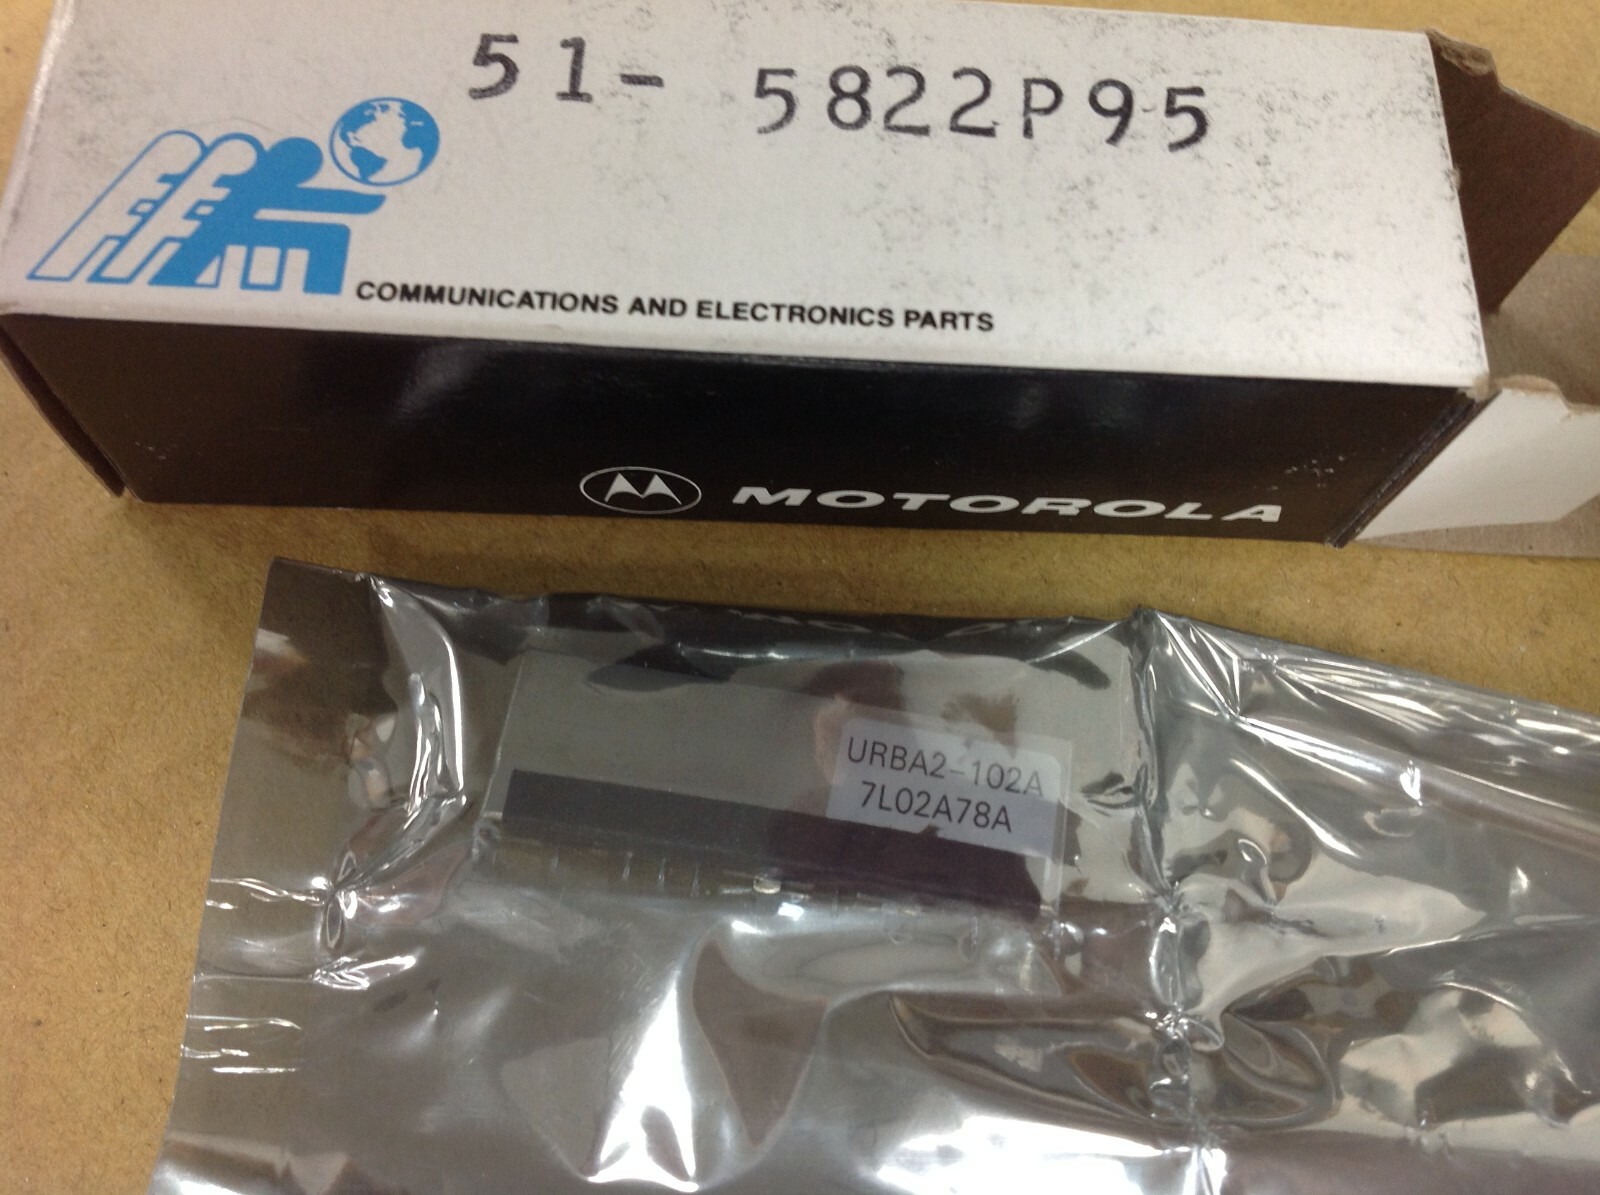 51- 5822P95
COMMUNICATIONS AND ELECTRONICS PARTS
MOTOROLA
URBA2-102A
7L02A78A